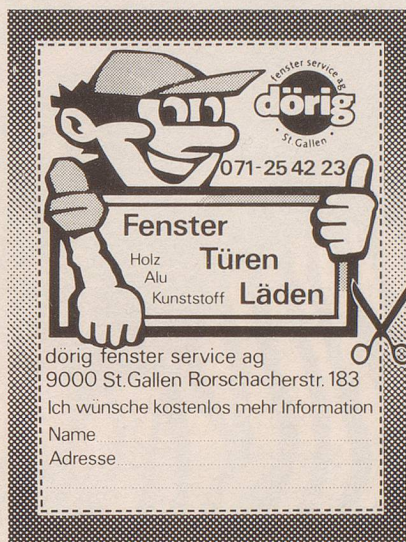 fenster service ag
dörig
St. Gallen
071-25 42 23
Fenster
Holz Türen
Alu
Kunststoff Läden
dörig fenster service ag
9000 St.Gallen Rorschacherstr. 183
Ich wünsche kostenlos mehr Information
Name
Adresse